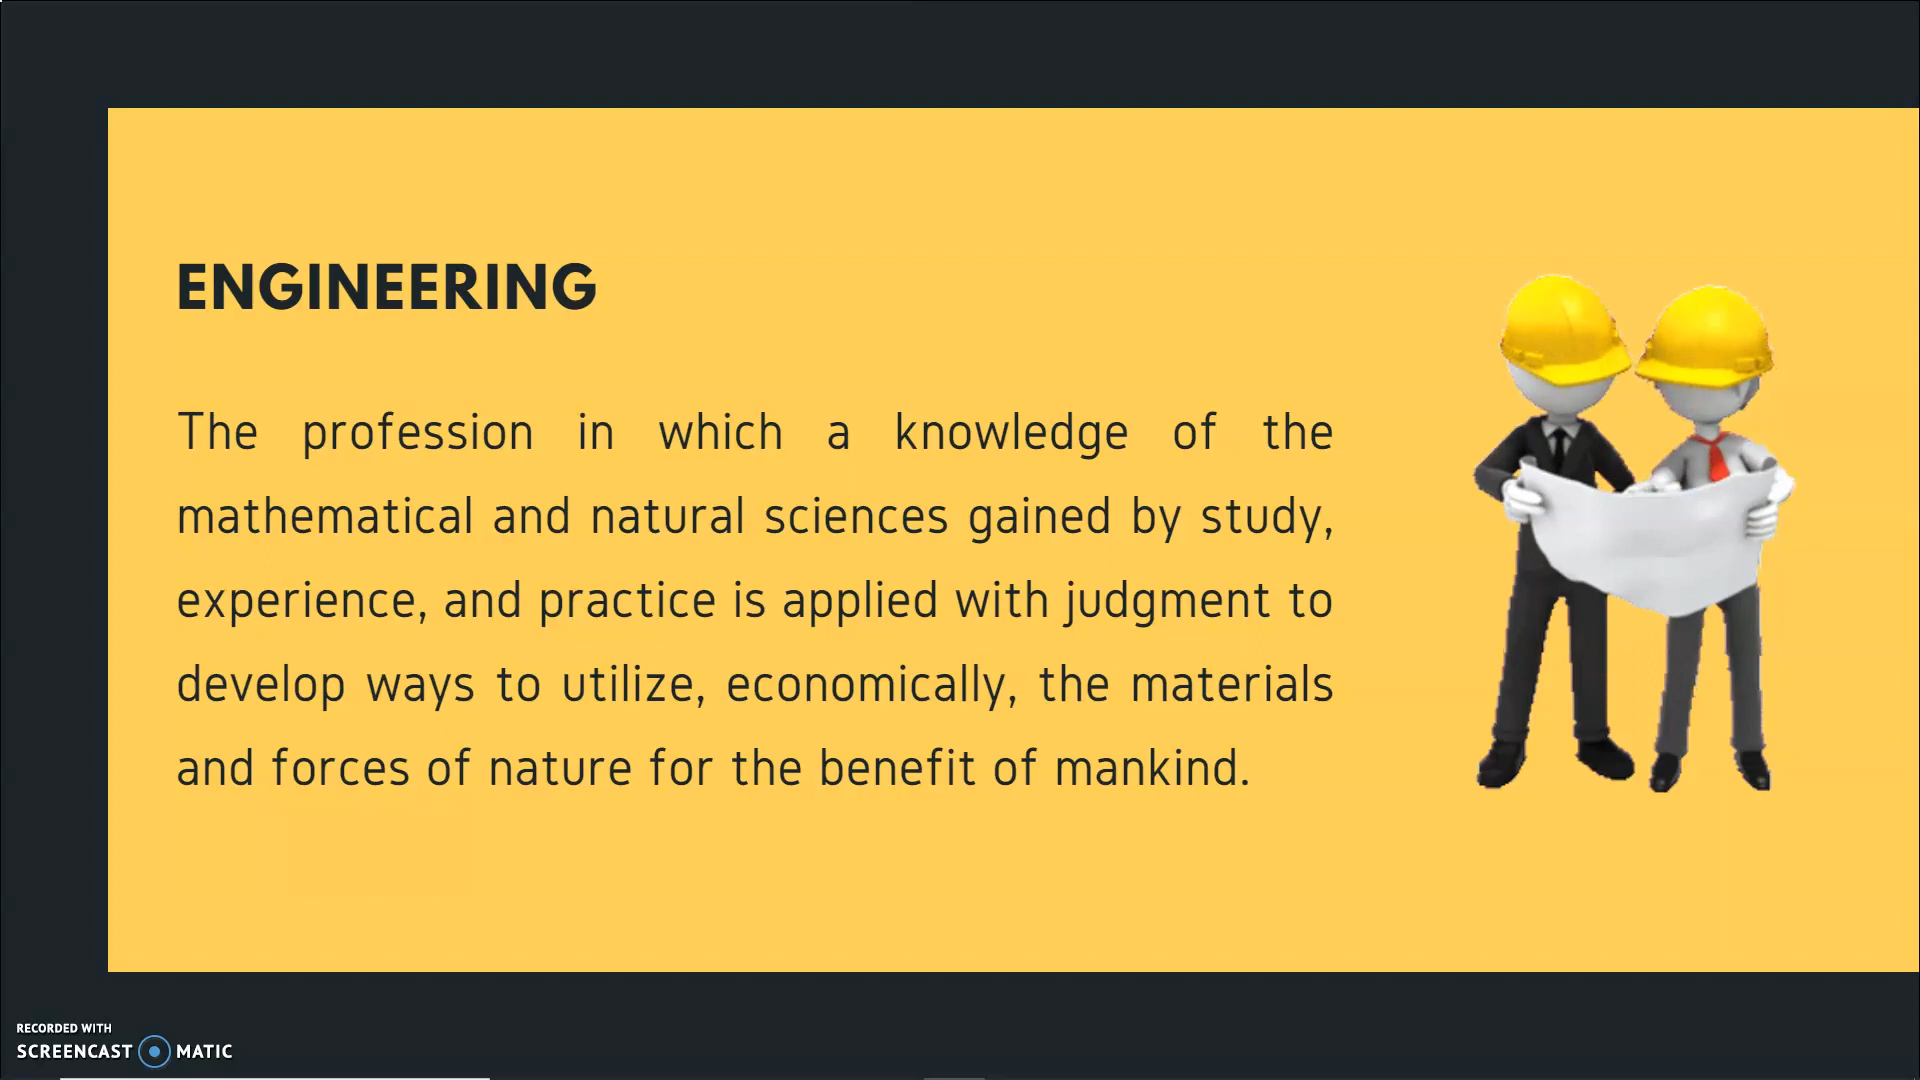 ENGINEERING
The profession in which a knowledge of the
mathematical and natural sciences gained by study,
experience, and practice is applied with judgment to
develop ways to utilize, economically, the materials
and forces of nature for the benefit of mankind.
RECORDED WITH
SCREENCAST MATIC